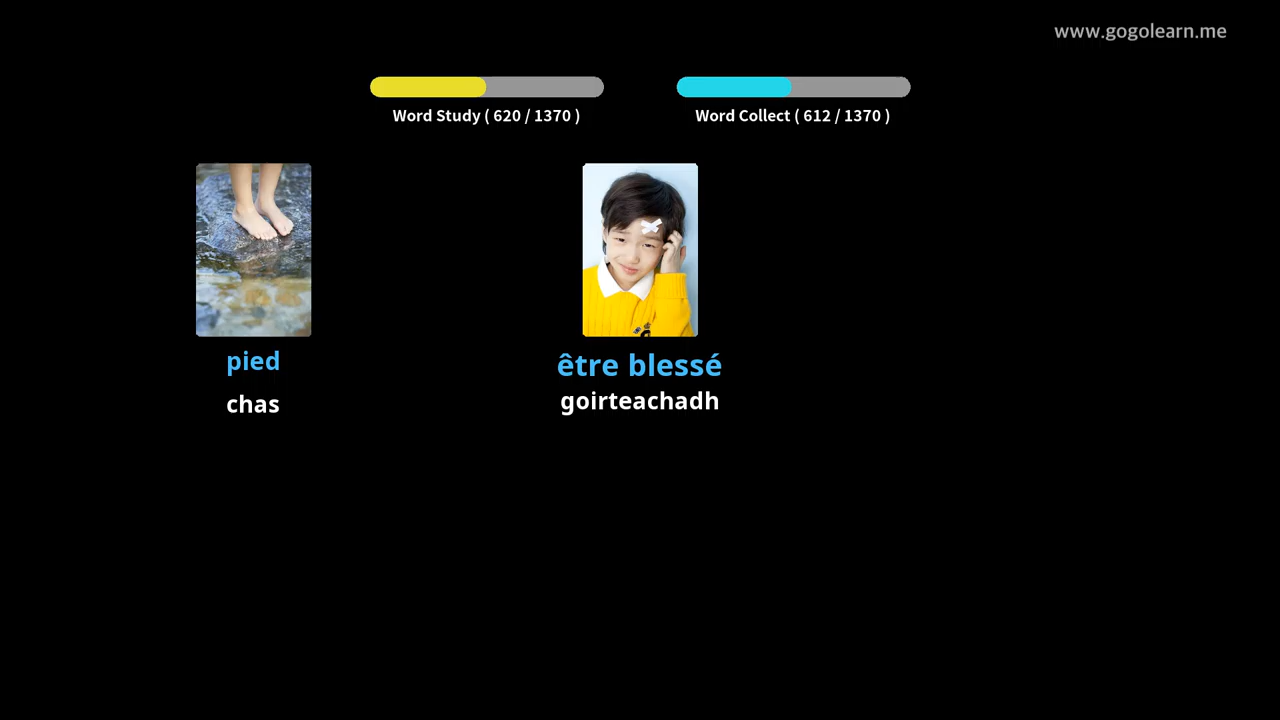 www.gogolearn.me
Word Study ( 620 / 1370 )
Word Collect ( 612 / 1370 )
pied
chas
être blessé
goirteachadh